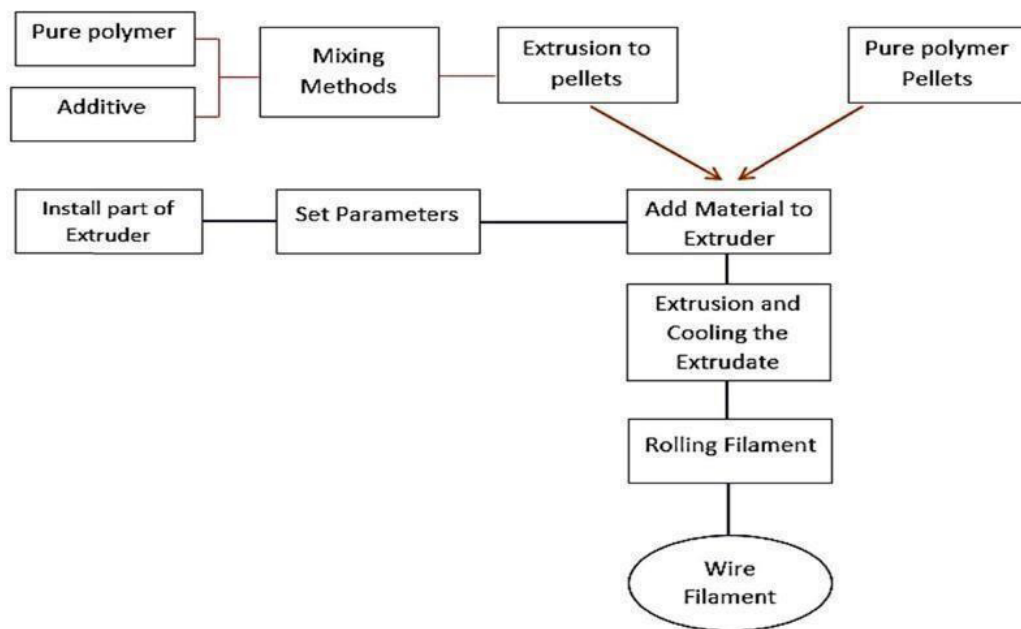 Pure polymer
Additive
Mixing
Methods
Extrusion to
pellets
Pure polymer
Pellets
Install part of
Extruder
Set Parameters
Add Material to
Extruder
Extrusion and
Cooling the
Extrudate
Rolling Filament
Wire
Filament